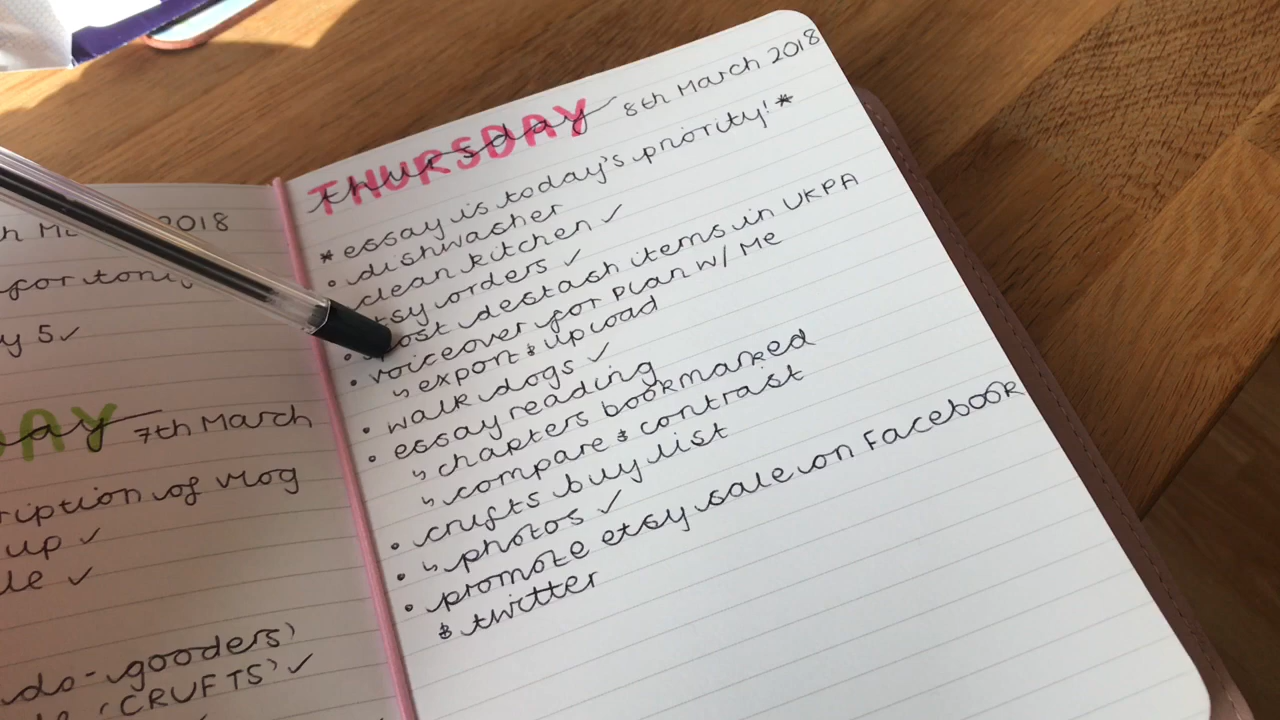 2018
for
y 5 ✓
AY
ay 7th March
ription of vlog
up ✓
le ✓
do-gooders)
(CRUFTS) ✓
THURSDAY
thursday 8th March 2018
* essay is today's priority! *
• dishwasher
clean kitchen ✓
etsy orders ✓
• post destash items in UKPA
• voiceover for Plan w/ Me
↳ export & upload
• walk dogs ✓
• essay reading
↳ chapters bookmarked
↳ compare & contrast
• crufts buy list
• ↳ photos ✓
• promote etsy sale on Facebook
& twitter